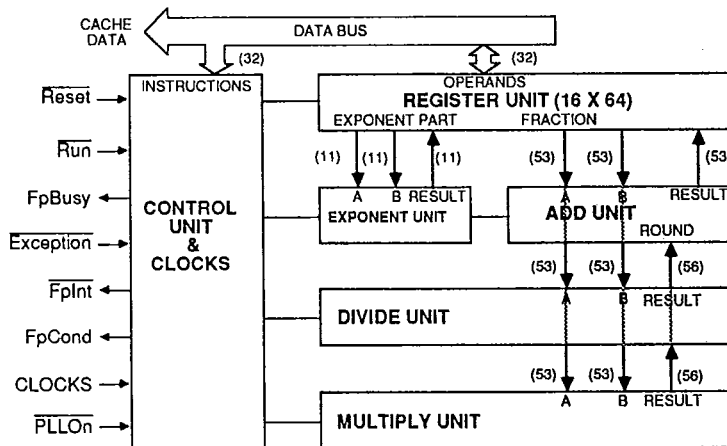 CACHE
DATA
DATA BUS
(32)
(32)
INSTRUCTIONS
OPERANDS
REGISTER UNIT (16 X 64)
EXPONENT PART
FRACTION
Reset
Run
FpBusy
Exception
FpInt
FpCond
CLOCKS
PLLOn
CONTROL
UNIT
&
CLOCKS
(11) (11) (11) (53) (53) (53
A B RESULT
EXPONENT UNIT
A B RESULT
ADD UNIT
ROUND
(53) (53) (56)
A B RESULT
DIVIDE UNIT
(53) (53) (56)
A B RESULT
MULTIPLY UNIT